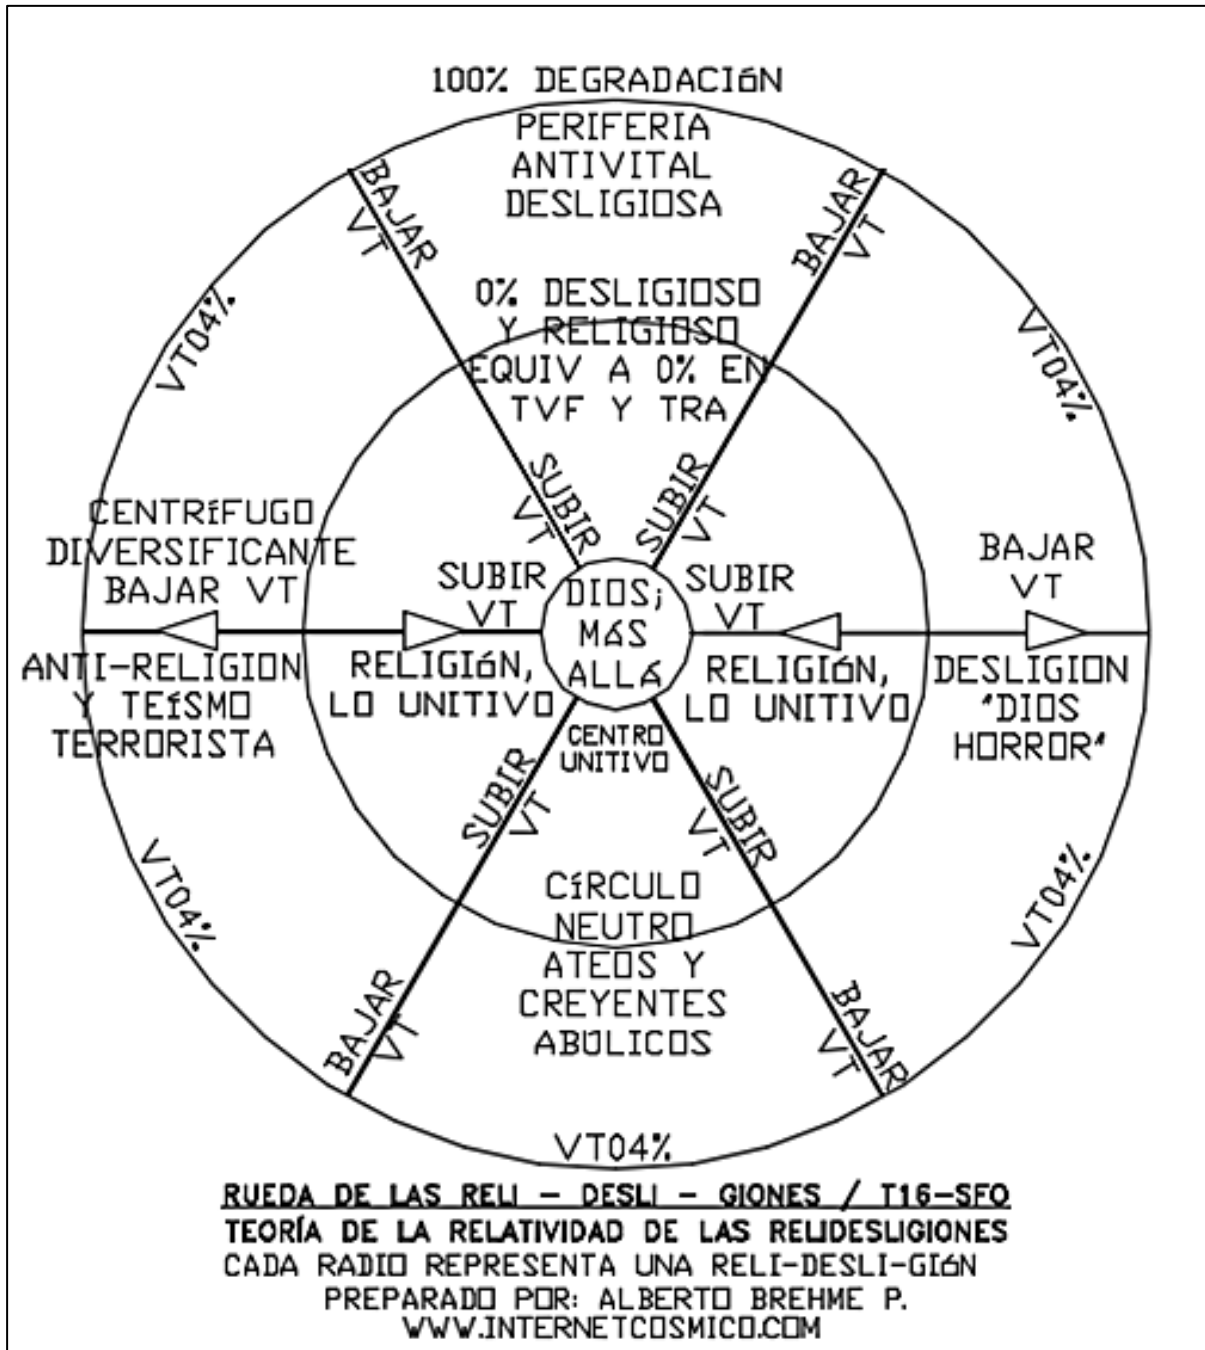 100% DEGRADACIÓN
PERIFERIA
ANTIVITAL
DESLIGIOSA
BAJAR
VT
BAJAR
VT
0% DESLIGIOSO
Y RELIGIOSO
EQUIV A 0% EN
TVF Y TRA
VT04%
VT04%
SUBIR
VT
SUBIR
VT
CENTRÍFUGO
DIVERSIFICANTE
BAJAR VT
SUBIR
VT
DIOS;
MÁS
ALLÁ
SUBIR
VT
BAJAR
VT
ANTI-RELIGION
Y TEÍSMO
TERRORISTA
RELIGIÓN,
LO UNITIVO
CENTRO
UNITIVO
RELIGIÓN,
LO UNITIVO
DESLIGION
"DIOS
HORROR"
SUBIR
VT
SUBIR
VT
VT04%
VT04%
CÍRCULO
NEUTRO
ATEOS Y
CREYENTES
ABÚLICOS
BAJAR
VT
BAJAR
VT
VT04%
RUEDA DE LAS RELI - DESLI - GIONES / T16-SFO
TEORÍA DE LA RELATIVIDAD DE LAS RELIDESLIGIONES
CADA RADIO REPRESENTA UNA RELI-DESLI-GIÓN
PREPARADO POR: ALBERTO BREHME P.
WWW.INTERNETCOSMICO.COM